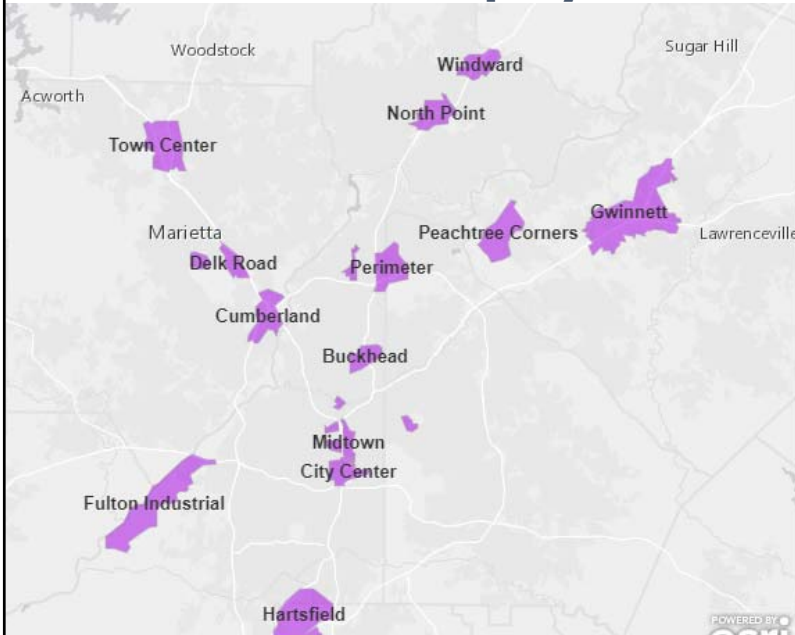 Woodstock
Sugar Hill
Windward
Acworth
North Point
Town Center
Gwinnett
Marietta
Peachtree Corners
Lawrenceville
Delk Road
Perimeter
Cumberland
Buckhead
Midtown
City Center
Fulton Industrial
Hartsfield
POWERED BY
esri